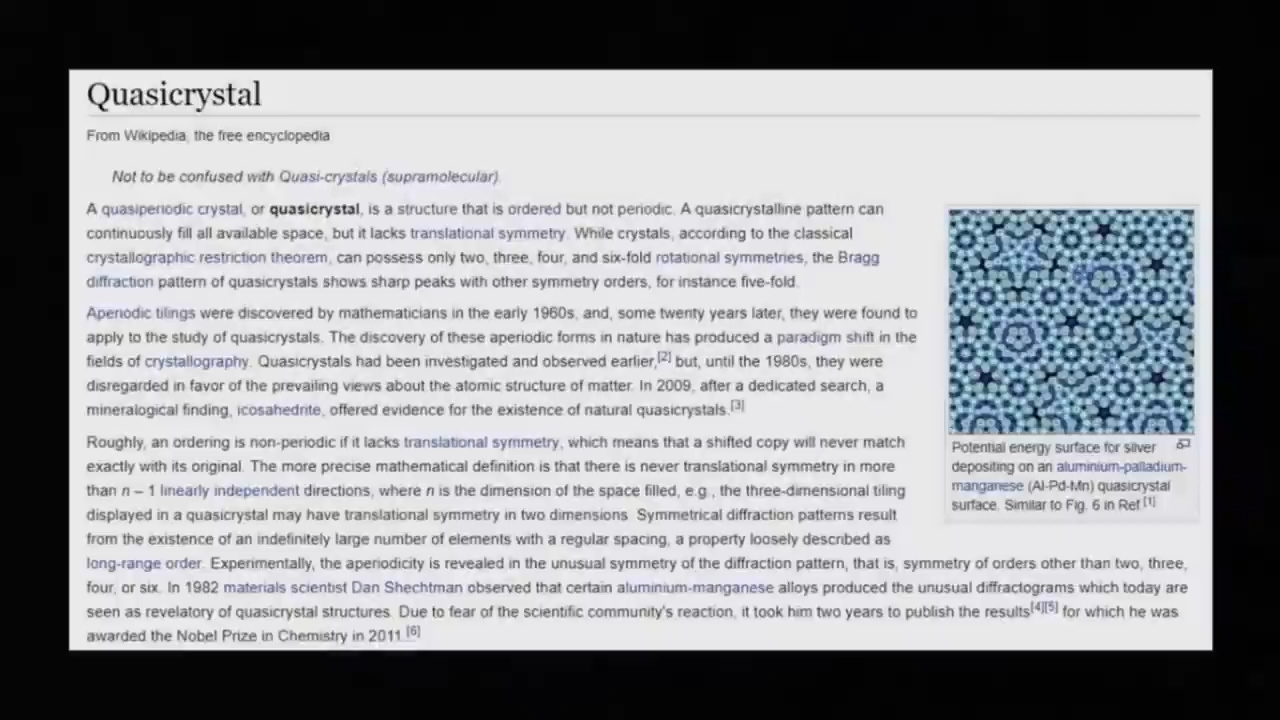 Quasicrystal
From Wikipedia, the free encyclopedia
Not to be confused with Quasi-crystals (supramolecular).
A quasiperiodic crystal, or quasicrystal, is a structure that is ordered but not periodic. A quasicrystalline pattern can
continuously fill all available space, but it lacks translational symmetry. While crystals, according to the classical
crystallographic restriction theorem, can possess only two, three, four, and six-fold rotational symmetries, the Bragg
diffraction pattern of quasicrystals shows sharp peaks with other symmetry orders, for instance five-fold.
Aperiodic tilings were discovered by mathematicians in the early 1960s, and, some twenty years later, they were found to
apply to the study of quasicrystals. The discovery of these aperiodic forms in nature has produced a paradigm shift in the
fields of crystallography. Quasicrystals had been investigated and observed earlier,[2] but, until the 1980s, they were
disregarded in favor of the prevailing views about the atomic structure of matter. In 2009, after a dedicated search, a
mineralogical finding, icosahedrite, offered evidence for the existence of natural quasicrystals.[3]
Roughly, an ordering is non-periodic if it lacks translational symmetry, which means that a shifted copy will never match
exactly with its original. The more precise mathematical definition is that there is never translational symmetry in more
than n – 1 linearly independent directions, where n is the dimension of the space filled, e.g., the three-dimensional tiling
displayed in a quasicrystal may have translational symmetry in two dimensions. Symmetrical diffraction patterns result
from the existence of an indefinitely large number of elements with a regular spacing, a property loosely described as
long-range order. Experimentally, the aperiodicity is revealed in the unusual symmetry of the diffraction pattern, that is, symmetry of orders other than two, three,
four, or six. In 1982 materials scientist Dan Shechtman observed that certain aluminium-manganese alloys produced the unusual diffractograms which today are
seen as revelatory of quasicrystal structures. Due to fear of the scientific community's reaction, it took him two years to publish the results[4][5] for which he was
awarded the Nobel Prize in Chemistry in 2011.[6]
Potential energy surface for silver
depositing on an aluminium-palladium-
manganese (Al-Pd-Mn) quasicrystal
surface. Similar to Fig. 6 in Ref.[1]